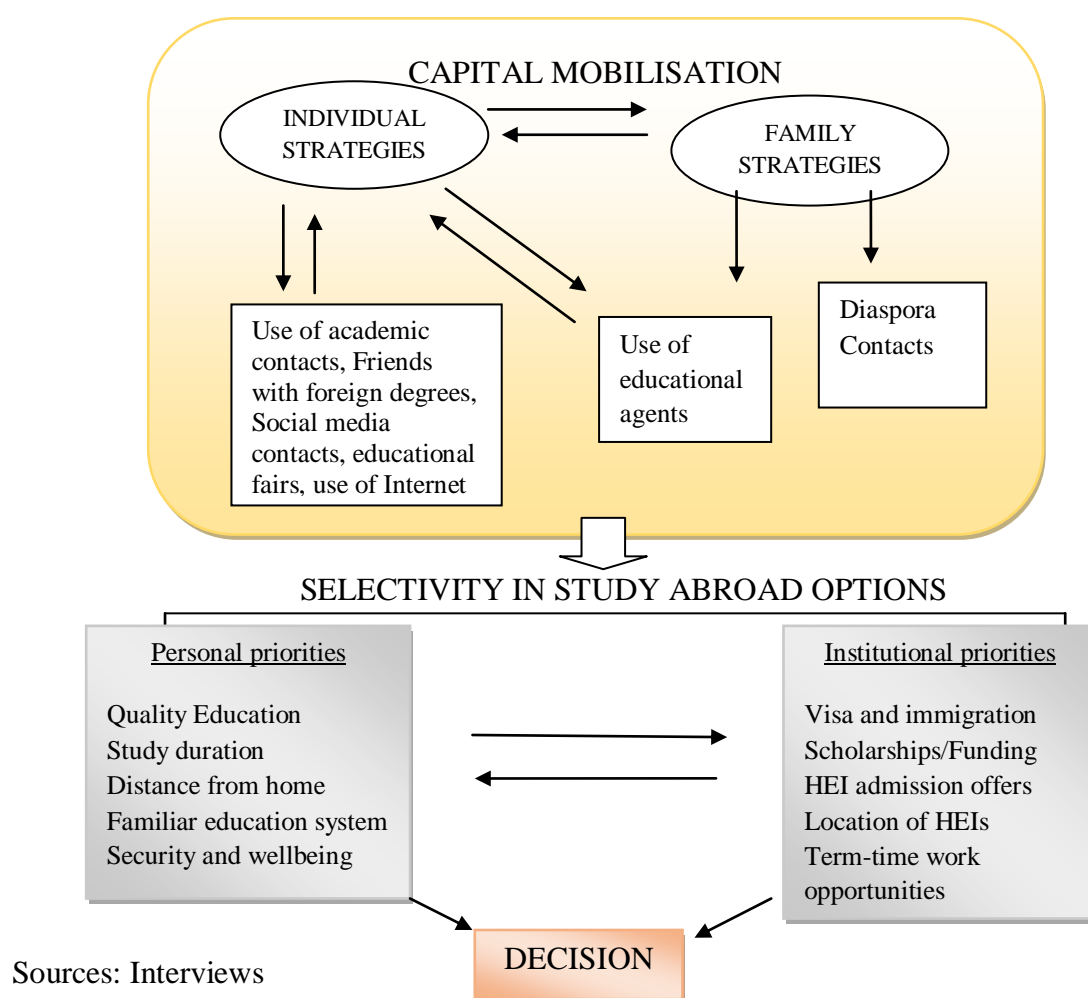 CAPITAL MOBILISATION
INDIVIDUAL
STRATEGIES
FAMILY
STRATEGIES
Use of academic
contacts, Friends
with foreign degrees,
Social media
contacts, educational
fairs, use of Internet
Use of
educational
agents
Diaspora
Contacts
SELECTIVITY IN STUDY ABROAD OPTIONS
Personal priorities
Quality Education
Study duration
Distance from home
Familiar education system
Security and wellbeing
Institutional priorities
Visa and immigration
Scholarships/Funding
HEI admission offers
Location of HEIs
Term-time work
opportunities
DECISION
Sources: Interviews